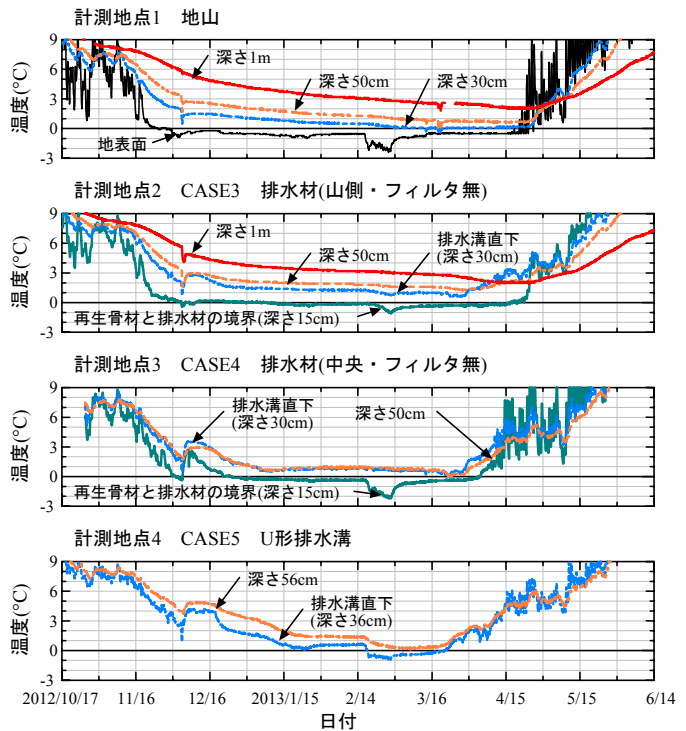 計測地点1 地山
9
6
3
0
-3
温度(°C)
深さ1m
深さ50cm
深さ30cm
地表面
計測地点2 CASE3 排水材(山側・フィルタ無)
9
6
3
0
-3
温度(°C)
深さ1m
深さ50cm
排水溝直下
(深さ30cm)
再生骨材と排水材の境界(深さ15cm)
計測地点3 CASE4 排水材(中央・フィルタ無)
9
6
3
0
-3
温度(°C)
排水溝直下
(深さ30cm)
深さ50cm
再生骨材と排水材の境界(深さ15cm)
計測地点4 CASE5 U形排水溝
9
6
3
0
-3
温度(°C)
深さ56cm
排水溝直下
(深さ36cm)
2012/10/17 11/16 12/16 2013/1/15 2/14 3/16 4/15 5/15 6/14
日付